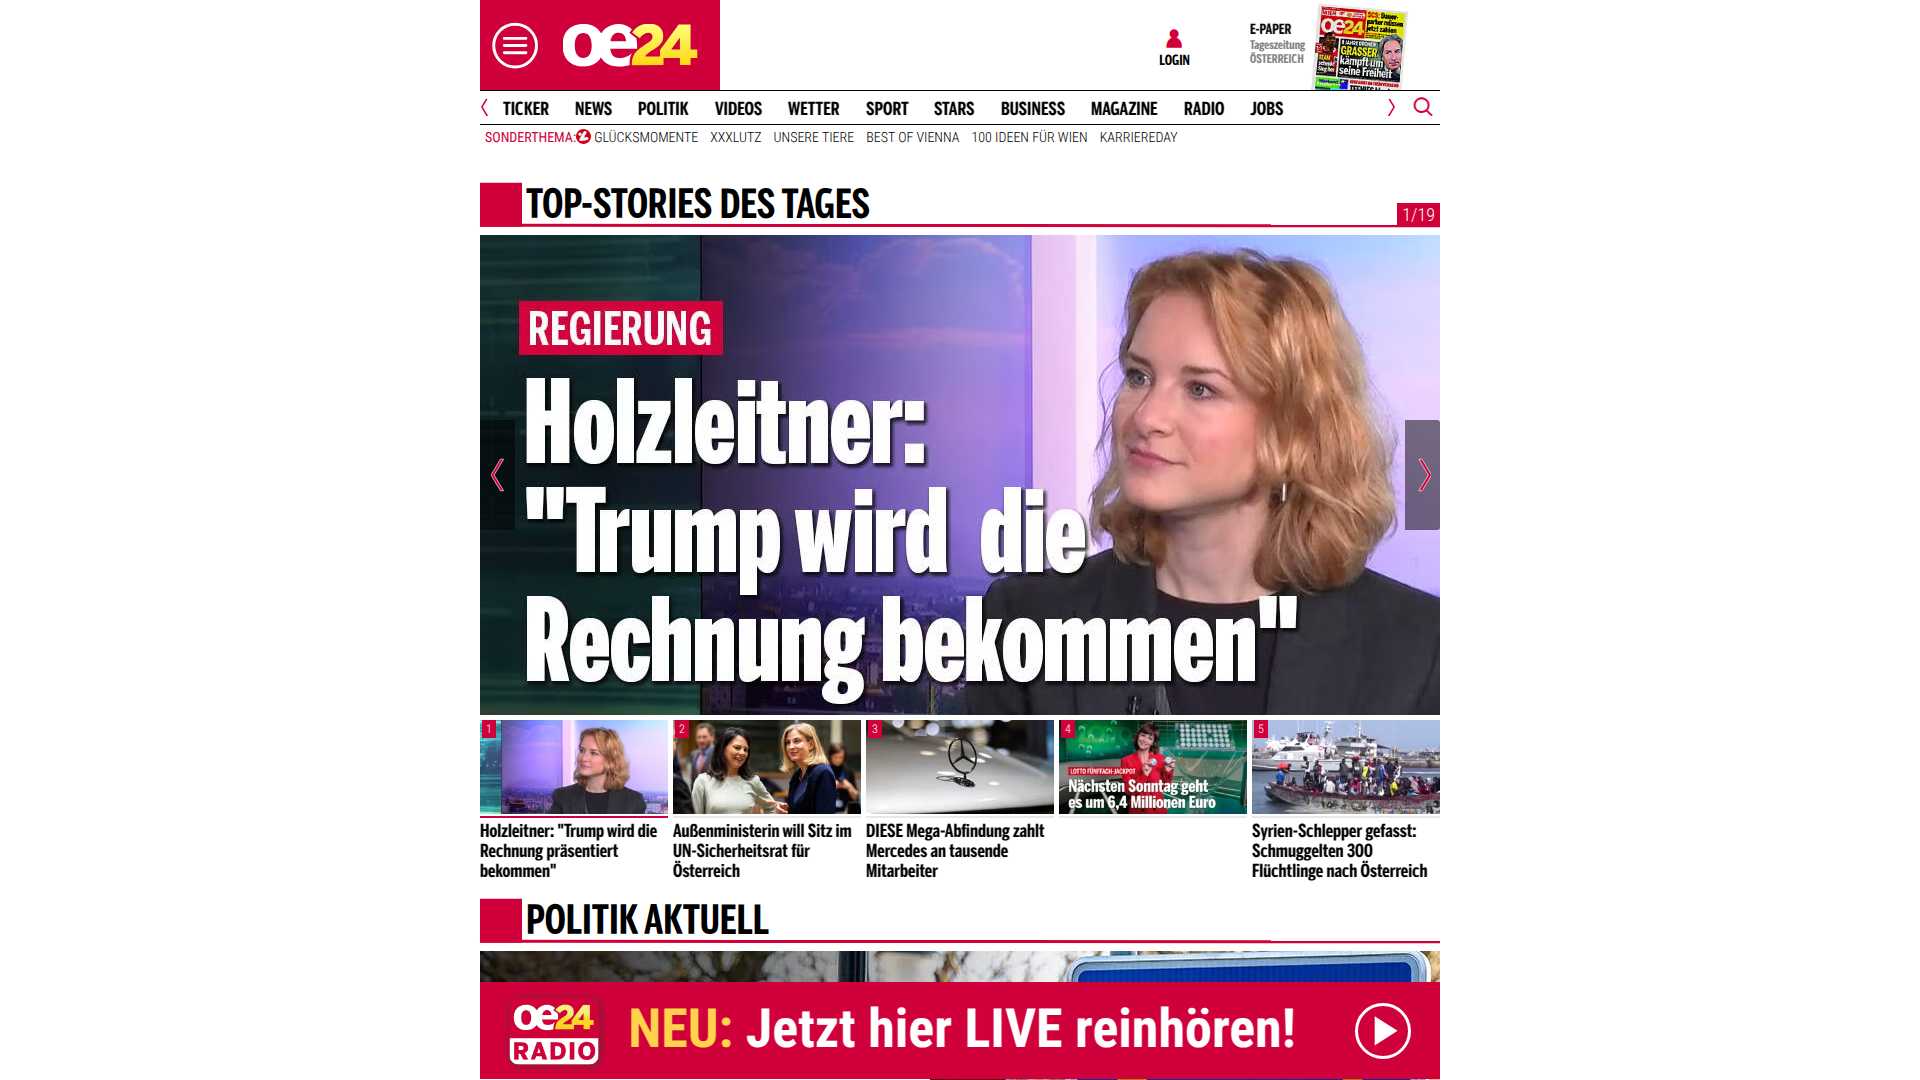 oe24
LOGIN
E-PAPER
Tageszeitung
ÖSTERREICH
oe24
GRASSER
kämpft um
seine Freiheit
TICKER NEWS POLITIK VIDEOS WETTER SPORT STARS BUSINESS MAGAZINE RADIO JOBS
SONDERTHEMA: GLÜCKSMOMENTE XXXLUTZ UNSERE TIERE BEST OF VIENNA 100 IDEEN FÜR WIEN KARRIEREDAY
TOP-STORIES DES TAGES
1/19
REGIERUNG
Holzleitner:
"Trump wird die
Rechnung bekommen"
1
2
3
4
5
LOTTO FÜNFFACH-JACKPOT
Nächsten Sonntag geht
es um 6,4 Millionen Euro
Holzleitner: "Trump wird die
Rechnung präsentiert
bekommen"
Außenministerin will Sitz im
UN-Sicherheitsrat für
Österreich
DIESE Mega-Abfindung zahlt
Mercedes an tausende
Mitarbeiter
Syrien-Schlepper gefasst:
Schmuggelten 300
Flüchtlinge nach Österreich
POLITIK AKTUELL
oe24
RADIO
NEU: Jetzt hier LIVE reinhören!